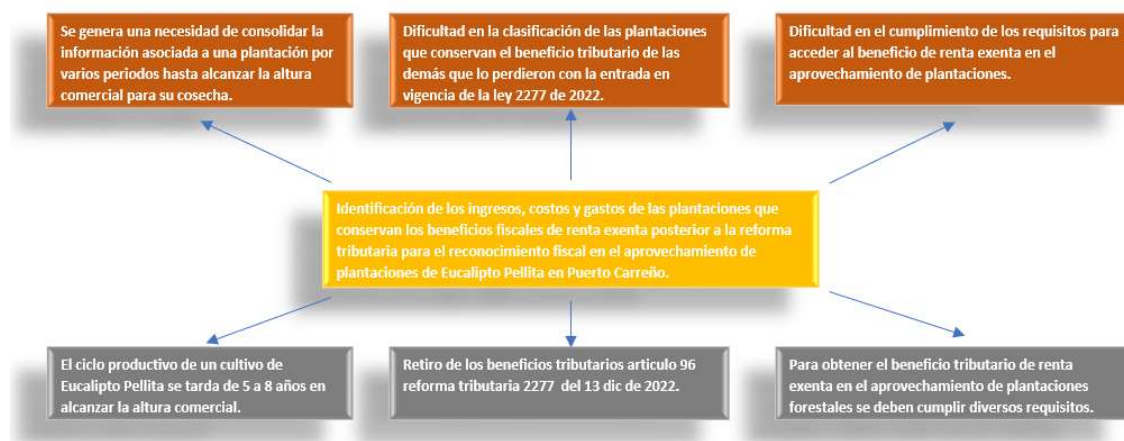 Se genera una necesidad de consolidar la
información asociada a una plantación por
varios periodos hasta alcanzar la altura
comercial para su cosecha.
Dificultad en la clasificación de las plantaciones
que conservan el beneficio tributario de las
demás que lo perdieron con la entrada en
vigencia de la ley 2277 de 2022.
Dificultad en el cumplimiento de los requisitos para
acceder al beneficio de renta exenta en el
aprovechamiento de plantaciones.
Identificación de los ingresos, costos y gastos de las plantaciones que
conservan los beneficios fiscales de renta exenta posterior a la reforma
tributaria para el reconocimiento fiscal en el aprovechamiento de
plantaciones de Eucalipto Pellita en Puerto Carreño.
El ciclo productivo de un cultivo de
Eucalipto Pellita se tarda de 5 a 8 años en
alcanzar la altura comercial.
Retiro de los beneficios tributarios articulo 96
reforma tributaria 2277 del 13 dic de 2022.
Para obtener el beneficio tributario de renta
exenta en el aprovechamiento de plantaciones
forestales se deben cumplir diversos requisitos.